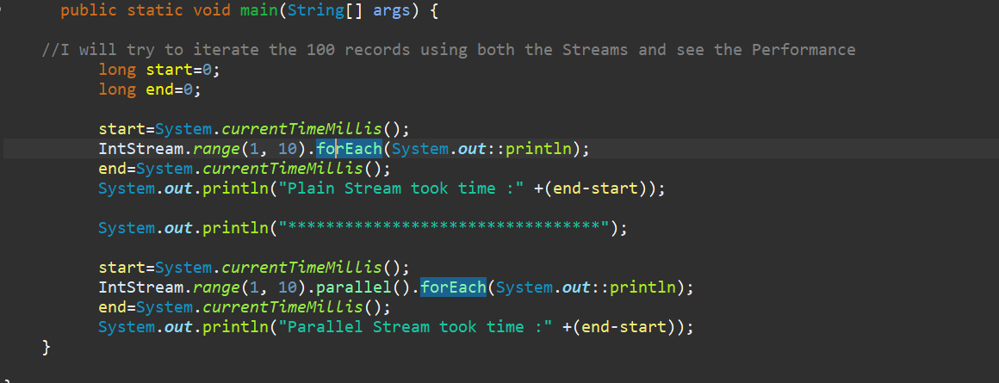 public static void main(String[] args) {
//I will try to iterate the 100 records using both the Streams and see the Performance
long start=0;
long end=0;
start=System.currentTimeMillis();
IntStream.range(1, 10).forEach(System.out::println);
end=System.currentTimeMillis();
System.out.println("Plain Stream took time :" +(end-start));
System.out.println("*********************************");
start=System.currentTimeMillis();
IntStream.range(1, 10).parallel().forEach(System.out::println);
end=System.currentTimeMillis();
System.out.println("Parallel Stream took time :" +(end-start));
}